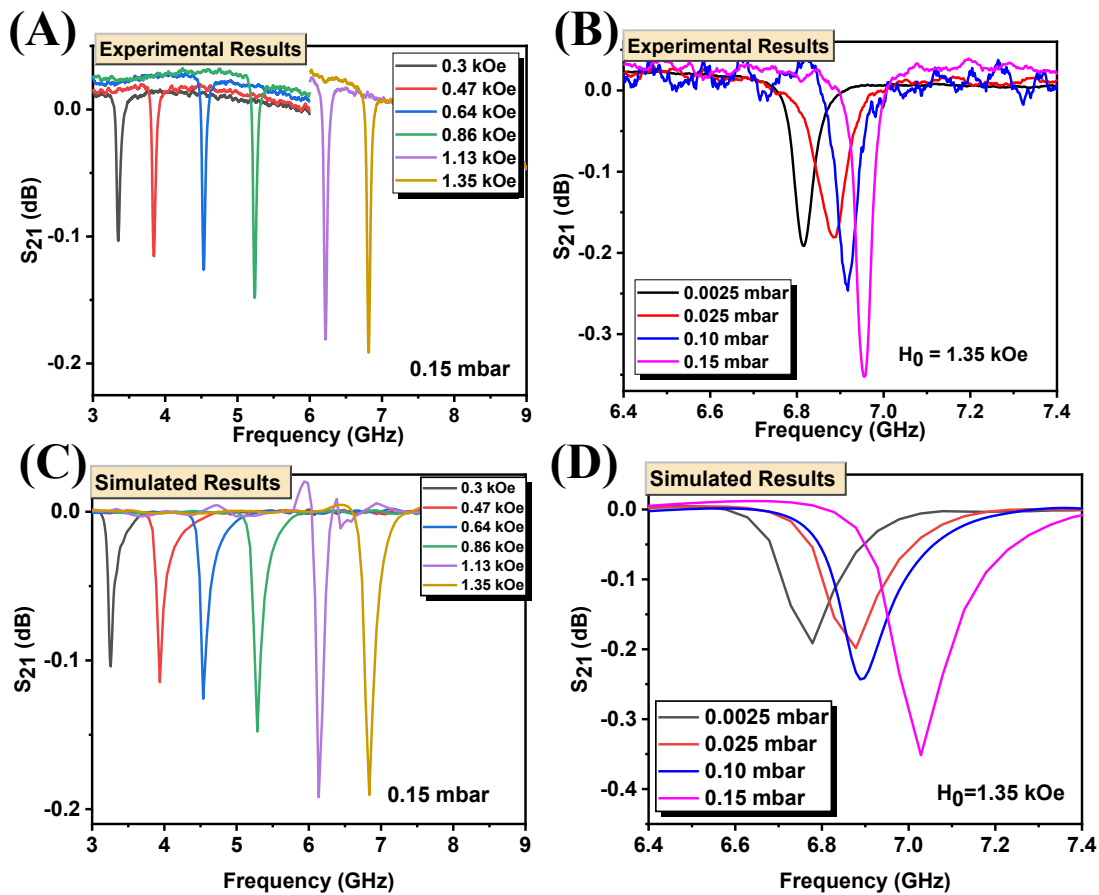 (A)
Experimental Results
0.3 kOe
0.47 kOe
0.64 kOe
0.86 kOe
1.13 kOe
1.35 kOe
0.0
-0.1
-0.2
S21 (dB)
0.15 mbar
3 4 5 6 7 8 9
Frequency (GHz)
(B)
Experimental Results
0.0
-0.1
-0.2
-0.3
S21 (dB)
0.0025 mbar
0.025 mbar
0.10 mbar
0.15 mbar
H0 = 1.35 kOe
6.4 6.6 6.8 7.0 7.2 7.4
Frequency (GHz)
(C)
Simulated Results
0.3 kOe
0.47 kOe
0.64 kOe
0.86 kOe
1.13 kOe
1.35 kOe
0.0
-0.1
-0.2
S21 (dB)
0.15 mbar
3 4 5 6 7 8 9
Frequency (GHz)
(D)
Simulated Results
0.0
-0.1
-0.2
-0.3
-0.4
S21 (dB)
0.0025 mbar
0.025 mbar
0.10 mbar
0.15 mbar
H0=1.35 kOe
6.4 6.6 6.8 7.0 7.2 7.4
Frequency (GHz)